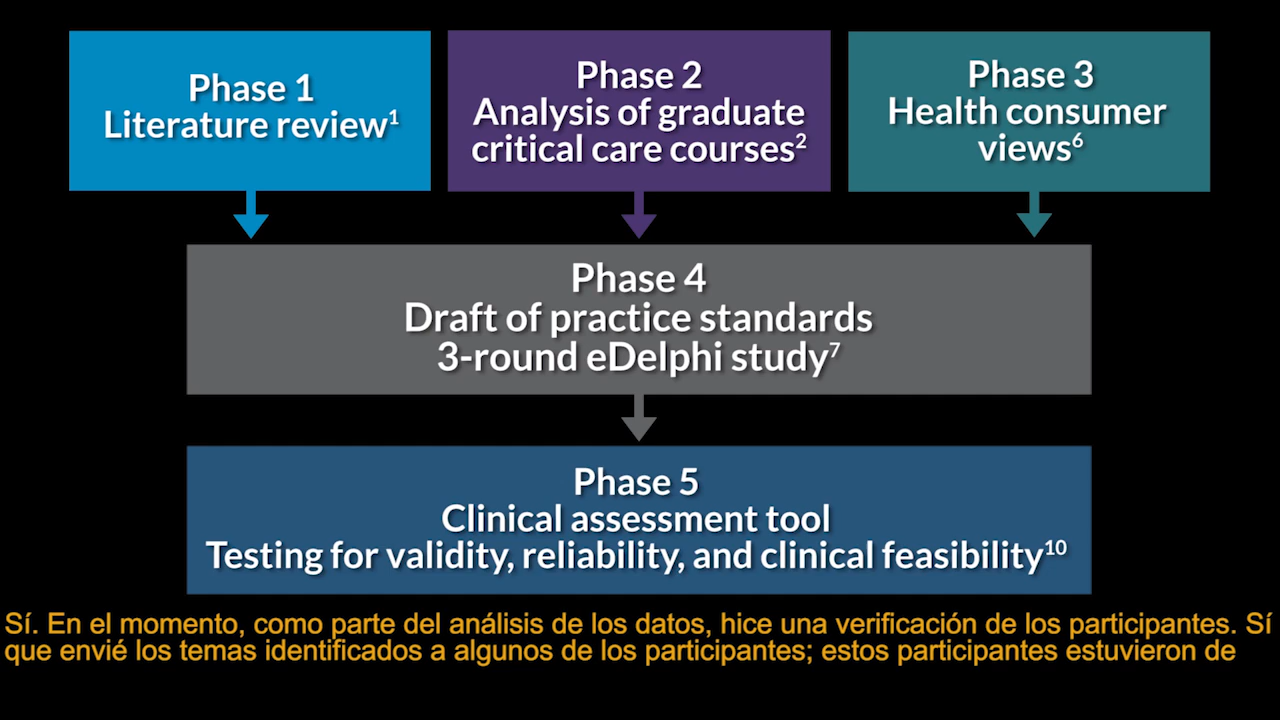 Phase 1
Literature review¹
Phase 2
Analysis of graduate
critical care courses²
Phase 3
Health consumer
views⁶
Phase 4
Draft of practice standards
3-round eDelphi study⁷
Phase 5
Clinical assessment tool
Testing for validity, reliability, and clinical feasibility¹⁰
Sí. En el momento, como parte del análisis de los datos, hice una verificación de los participantes. Sí
que envié los temas identificados a algunos de los participantes; estos participantes estuvieron de